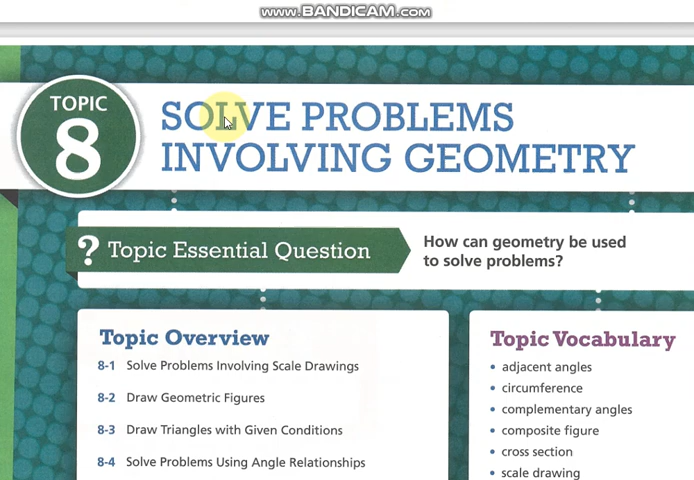 WWW.BANDICAM.COM
TOPIC
8
SOLVE PROBLEMS
INVOLVING GEOMETRY
? Topic Essential Question
How can geometry be used
to solve problems?
Topic Overview
8-1 Solve Problems Involving Scale Drawings
8-2 Draw Geometric Figures
8-3 Draw Triangles with Given Conditions
8-4 Solve Problems Using Angle Relationships
Topic Vocabulary
• adjacent angles
• circumference
• complementary angles
• composite figure
• cross section
• scale drawing